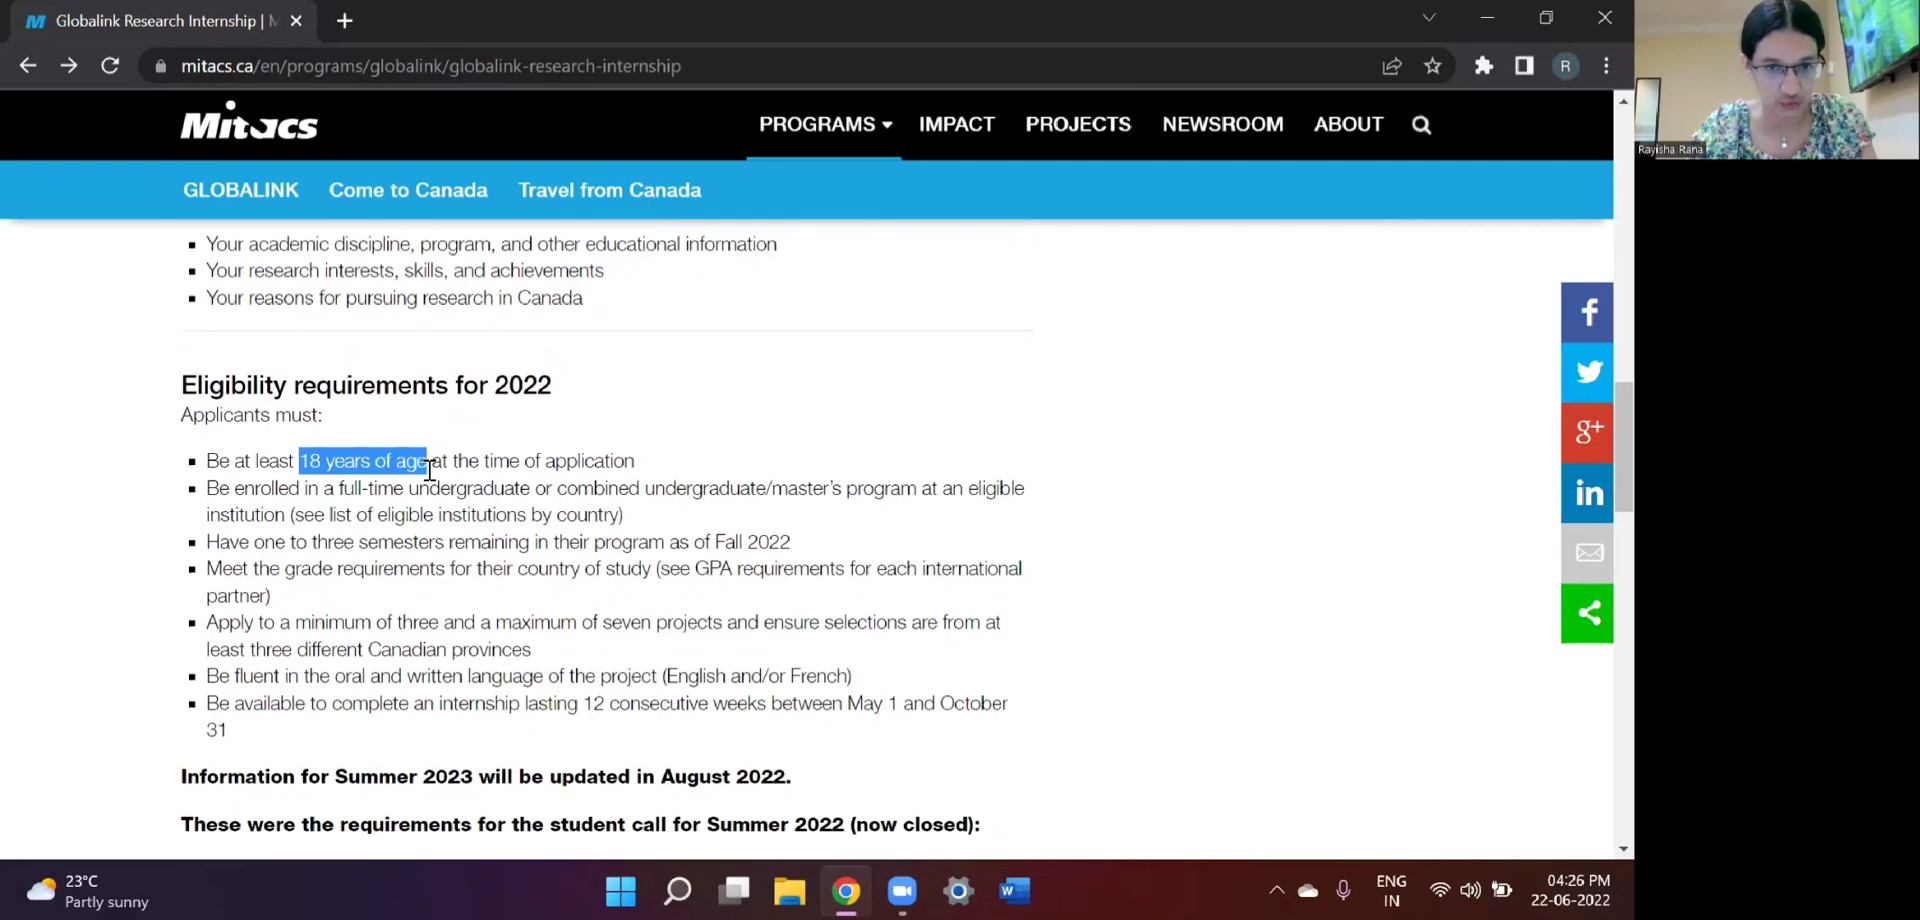 Globalink Research Internship | M
mitacs.ca/en/programs/globalink/globalink-research-internship
R
Mitacs
PROGRAMS IMPACT PROJECTS NEWSROOM ABOUT
GLOBALINK Come to Canada Travel from Canada
Rayisha Rana
Your academic discipline, program, and other educational information
Your research interests, skills, and achievements
Your reasons for pursuing research in Canada
Eligibility requirements for 2022
Applicants must:
Be at least 18 years of age at the time of application
Be enrolled in a full-time undergraduate or combined undergraduate/master's program at an eligible
institution (see list of eligible institutions by country)
Have one to three semesters remaining in their program as of Fall 2022
Meet the grade requirements for their country of study (see GPA requirements for each international
partner)
Apply to a minimum of three and a maximum of seven projects and ensure selections are from at
least three different Canadian provinces
Be fluent in the oral and written language of the project (English and/or French)
Be available to complete an internship lasting 12 consecutive weeks between May 1 and October
31
Information for Summer 2023 will be updated in August 2022.
These were the requirements for the student call for Summer 2022 (now closed):
f
g+
in
23°C
Partly sunny
W
ENG
IN
04:26 PM
22-06-2022